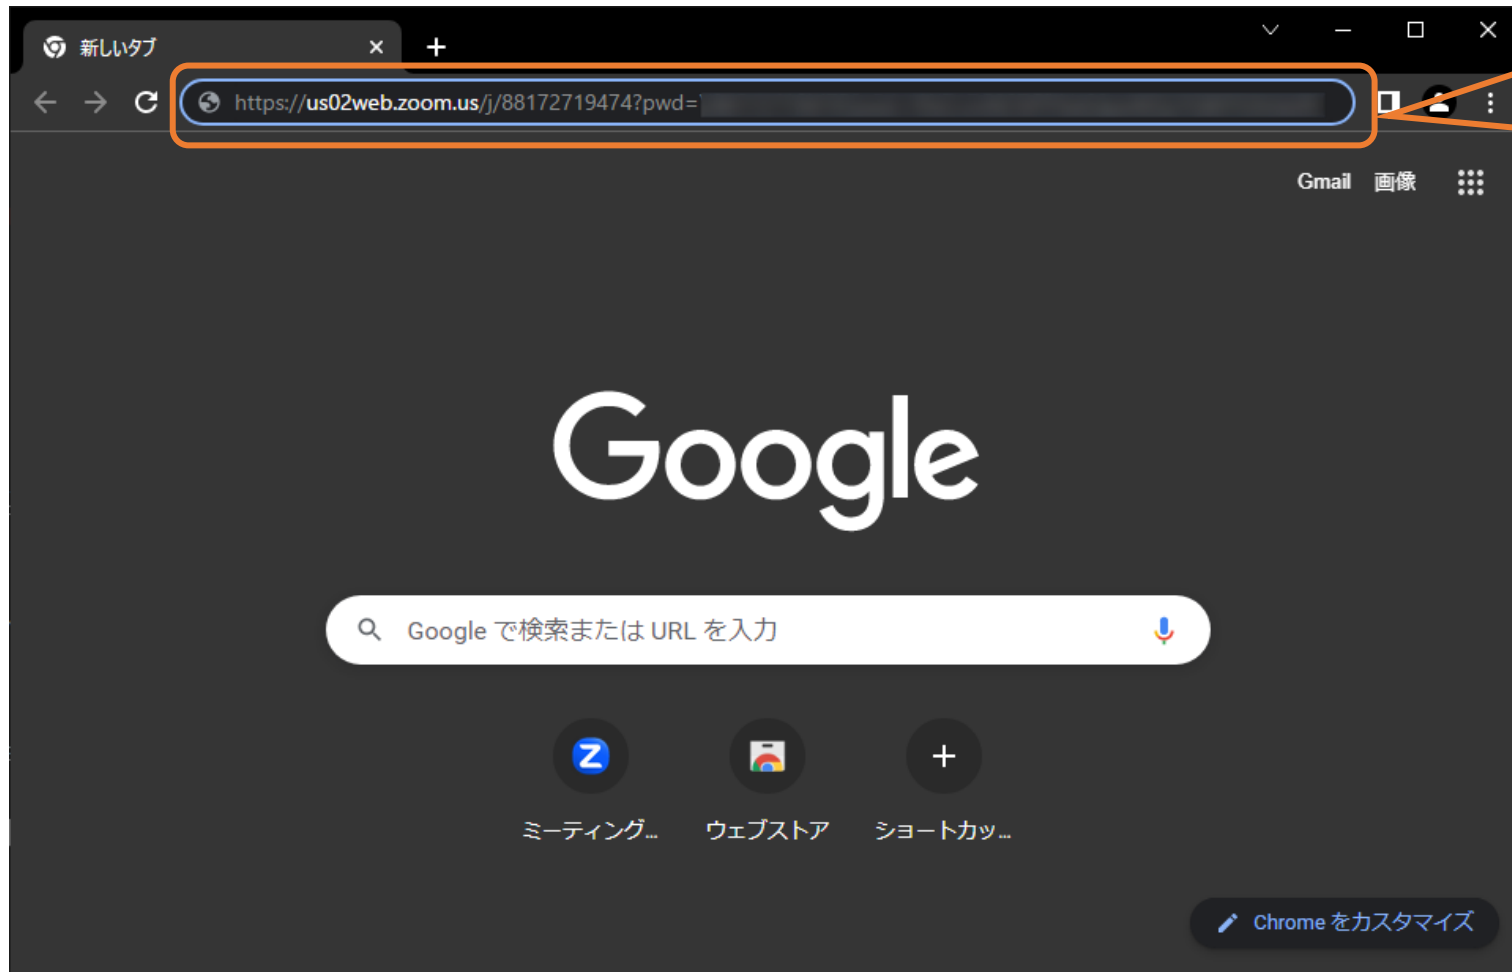 新しいタブ
https://us02web.zoom.us/j/88172719474?pwd=
Gmail 画像
Google
Google で検索または URL を入力
ミーティング... ウェブストア ショートカッ...
Chrome をカスタマイズ